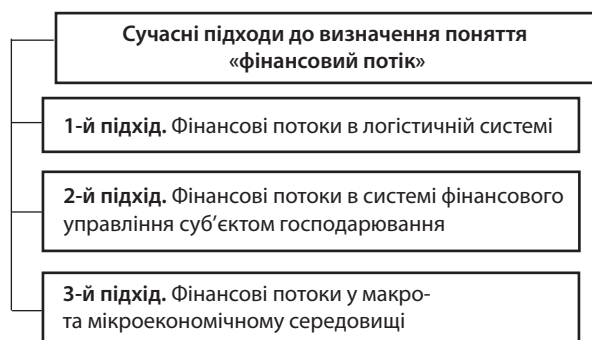 Сучасні підходи до визначення поняття
«фінансовий потік»
1-й підхід. Фінансові потоки в логістичній системі
2-й підхід. Фінансові потоки в системі фінансового
управління суб’єктом господарювання
3-й підхід. Фінансові потоки у макро-
та мікроекономічному середовищі